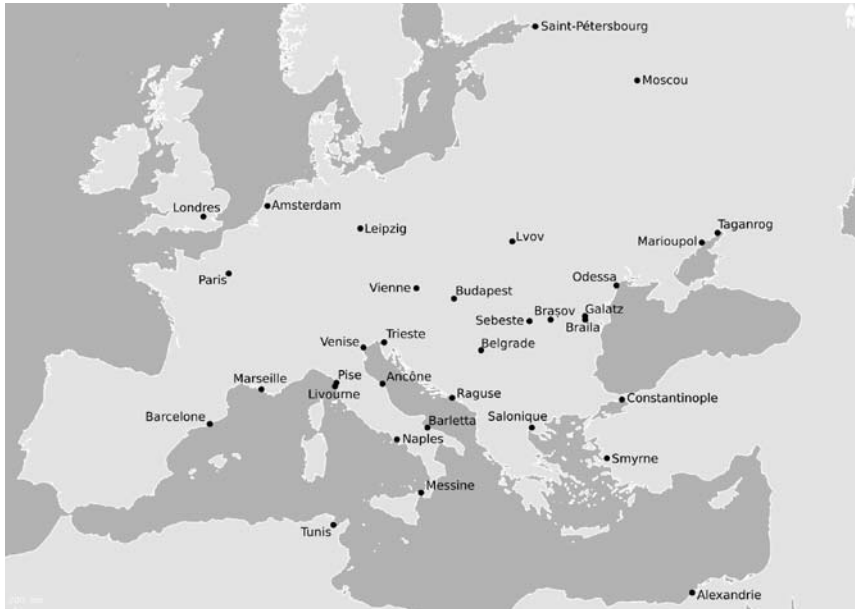 Saint-Pétersbourg
Moscou
Londres
Amsterdam
Leipzig
Lvov
Taganrog
Marioupol
Paris
Odessa
Vienne
Budapest
Brașov
Galatz
Sebeste
Braila
Trieste
Venise
Belgrade
Pise
Marseille
Ancône
Livourne
Raguse
Constantinople
Barcelone
Barletta
Salonique
Naples
Smyrne
Messine
Tunis
Alexandrie